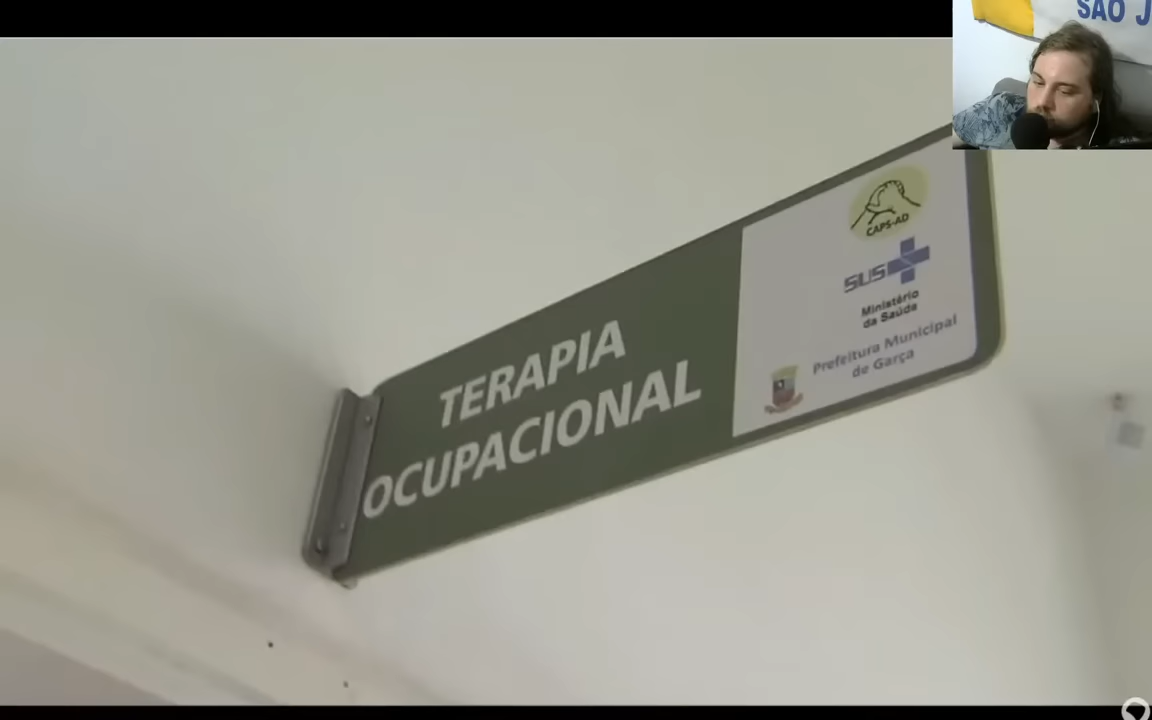 SÃO J
TERAPIA
OCUPACIONAL
CAPS-AD
SUS
Ministério
da Saúde
Prefeitura Municipal
de Garça